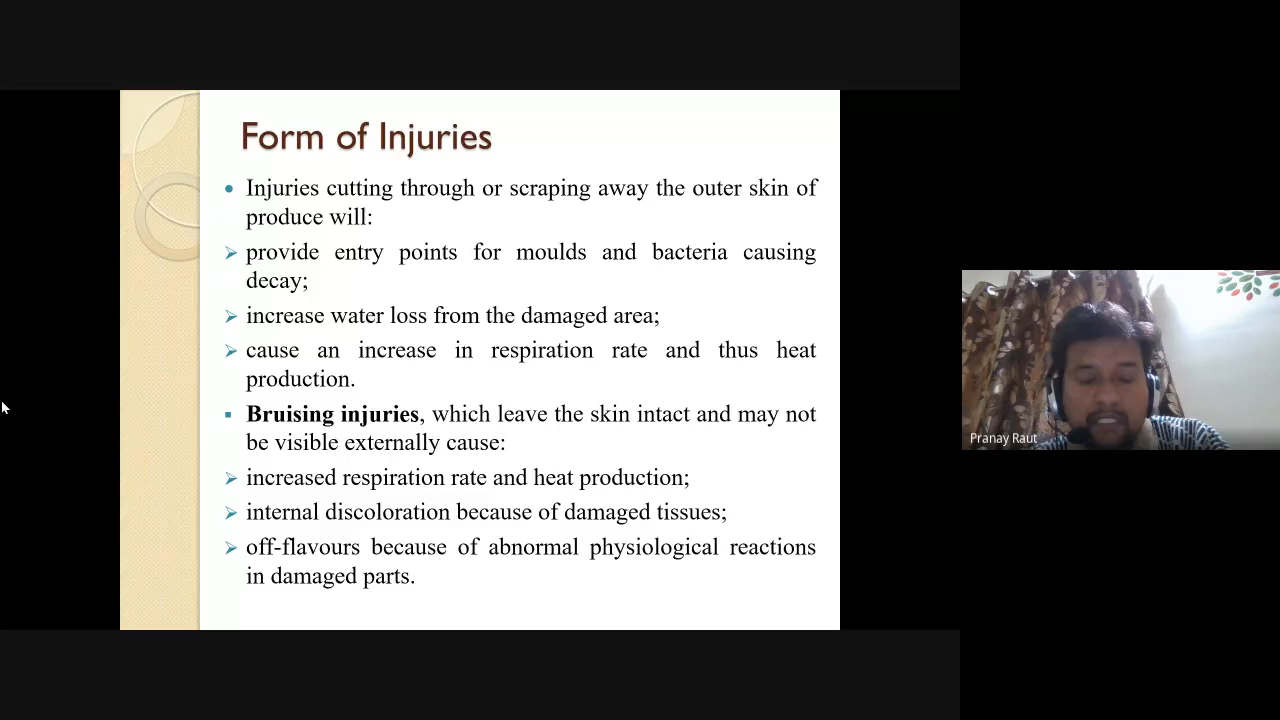 Form of Injuries
Injuries cutting through or scraping away the outer skin of
produce will:
provide entry points for moulds and bacteria causing
decay;
increase water loss from the damaged area;
cause an increase in respiration rate and thus heat
production.
Bruising injuries, which leave the skin intact and may not
be visible externally cause:
increased respiration rate and heat production;
internal discoloration because of damaged tissues;
off-flavours because of abnormal physiological reactions
in damaged parts.
Pranay Raut